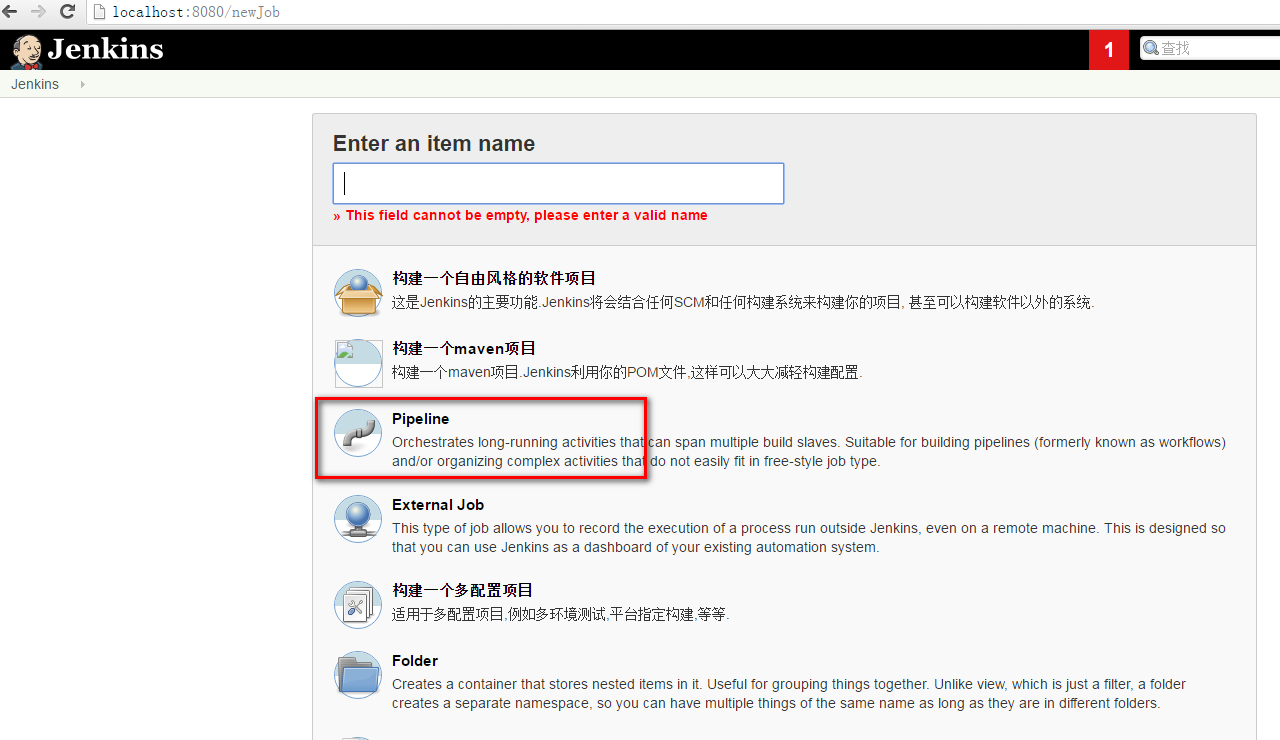 localhost:8080/newJob
Jenkins
1
查找
Jenkins
Enter an item name
» This field cannot be empty, please enter a valid name
构建一个自由风格的软件项目
这是Jenkins的主要功能.Jenkins将会结合任何SCM和任何构建系统来构建你的项目, 甚至可以构建软件以外的系统.
构建一个maven项目
构建一个maven项目.Jenkins利用你的POM文件,这样可以大大减轻构建配置.
Pipeline
Orchestrates long-running activities that can span multiple build slaves. Suitable for building pipelines (formerly known as workflows)
and/or organizing complex activities that do not easily fit in free-style job type.
External Job
This type of job allows you to record the execution of a process run outside Jenkins, even on a remote machine. This is designed so
that you can use Jenkins as a dashboard of your existing automation system.
构建一个多配置项目
适用于多配置项目,例如多环境测试,平台指定构建,等等.
Folder
Creates a container that stores nested items in it. Useful for grouping things together. Unlike view, which is just a filter, a folder
creates a separate namespace, so you can have multiple things of the same name as long as they are in different folders.